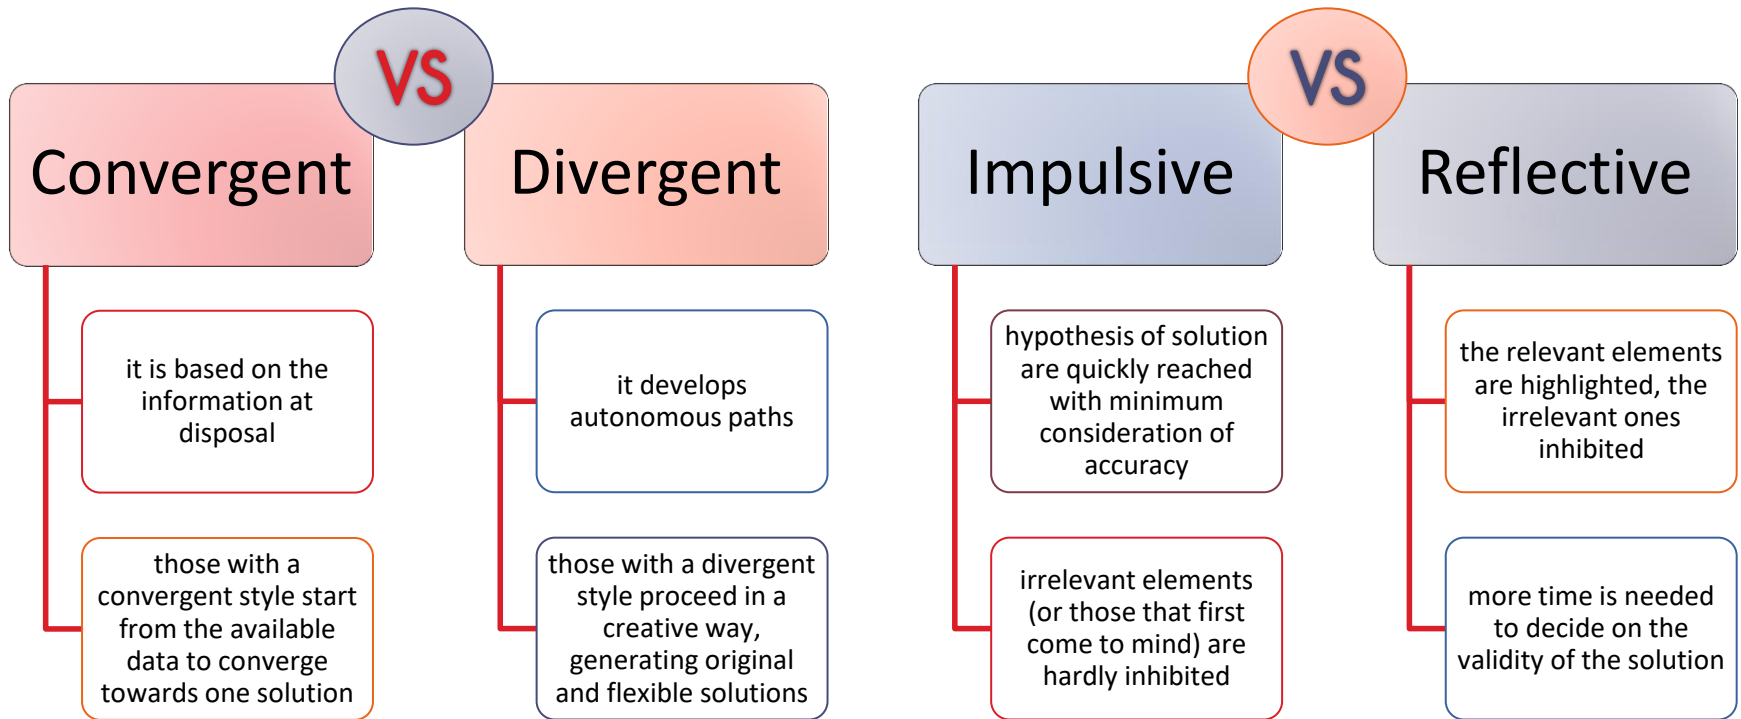 VS
Convergent
it is based on the
information at
disposal
those with a
convergent style start
from the available
data to converge
towards one solution
Divergent
it develops
autonomous paths
those with a divergent
style proceed in a
creative way,
generating original
and flexible solutions
VS
Impulsive
hypothesis of solution
are quickly reached
with minimum
consideration of
accuracy
irrelevant elements
(or those that first
come to mind) are
hardly inhibited
Reflective
the relevant elements
are highlighted, the
irrelevant ones
inhibited
more time is needed
to decide on the
validity of the solution